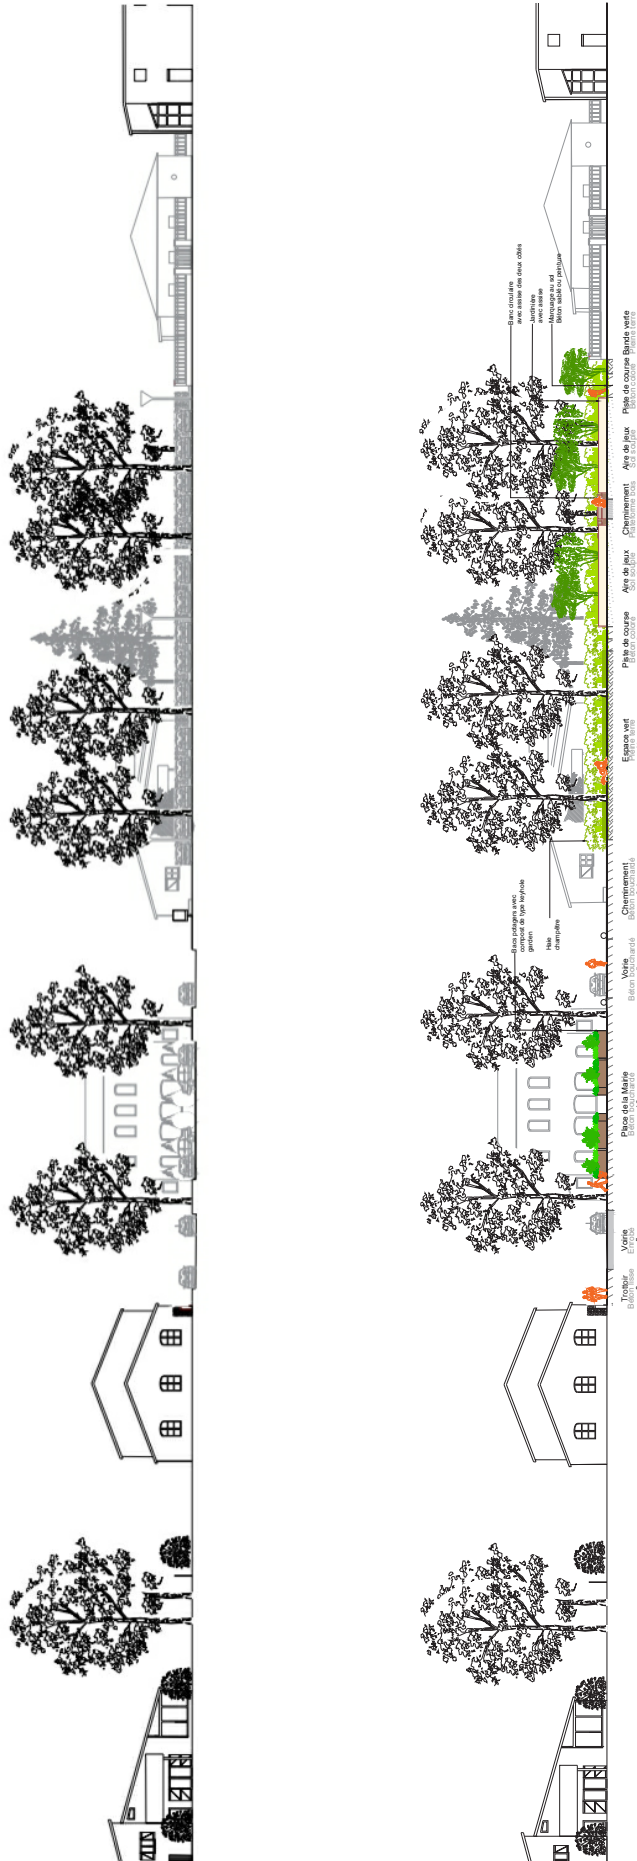 Bacs potagers avec
compost de type keyhole
garden
Haie
champêtre
Banc circulaire
avec assise des deux côtés
Jardinière
avec assise
Marquage au sol
Béton sablé ou peinture
Trottoir
Béton lissé
Voirie
Enrobé
Place de la Mairie
Béton bouchardé
Voirie
Béton bouchardé
Cheminement
Béton bouchardé
Espace vert
Pleine terre
Piste de course
Béton coloré
Aire de jeux
Sol souple
Cheminement
Plateforme bois
Aire de jeux
Sol souple
Piste de course
Béton coloré
Bande verte
Pleine terre